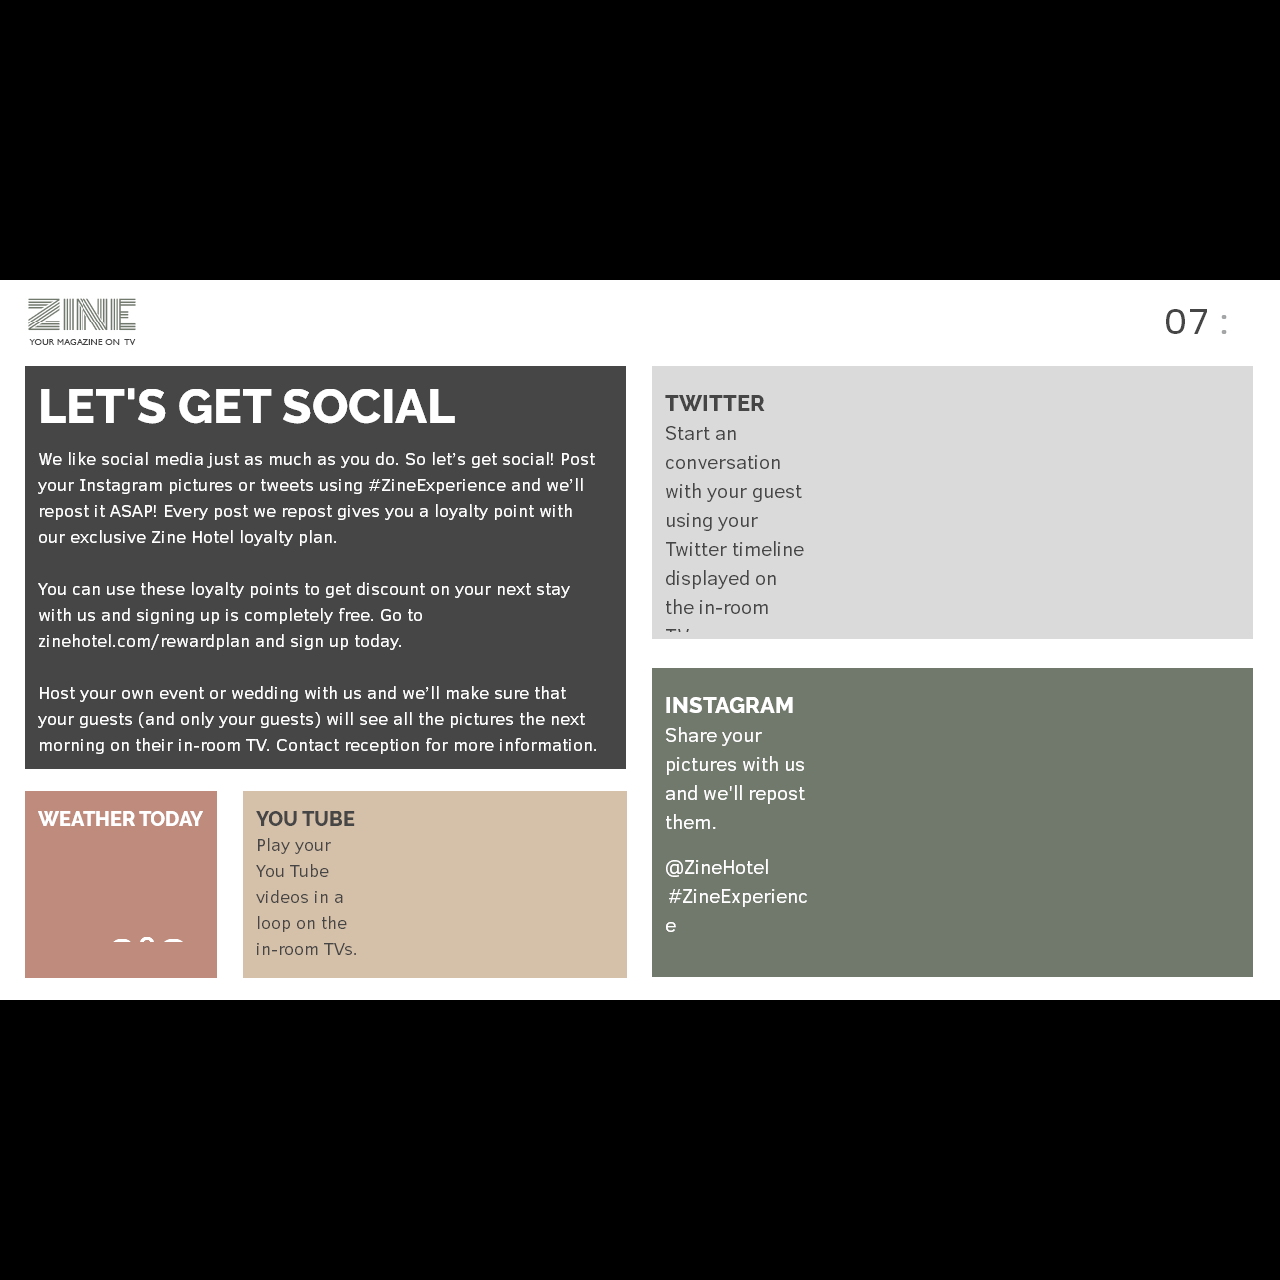 ZINE
YOUR MAGAZINE ON TV
07 :
LET'S GET SOCIAL
We like social media just as much as you do. So let’s get social! Post
your Instagram pictures or tweets using #ZineExperience and we’ll
repost it ASAP! Every post we repost gives you a loyalty point with
our exclusive Zine Hotel loyalty plan.
You can use these loyalty points to get discount on your next stay
with us and signing up is completely free. Go to
zinehotel.com/rewardplan and sign up today.
Host your own event or wedding with us and we’ll make sure that
your guests (and only your guests) will see all the pictures the next
morning on their in-room TV. Contact reception for more information.
WEATHER TODAY
YOU TUBE
Play your
You Tube
videos in a
loop on the
in-room TVs.
TWITTER
Start an
conversation
with your guest
using your
Twitter timeline
displayed on
the in-room
INSTAGRAM
Share your
pictures with us
and we'll repost
them.
@ZineHotel
#ZineExperienc
e